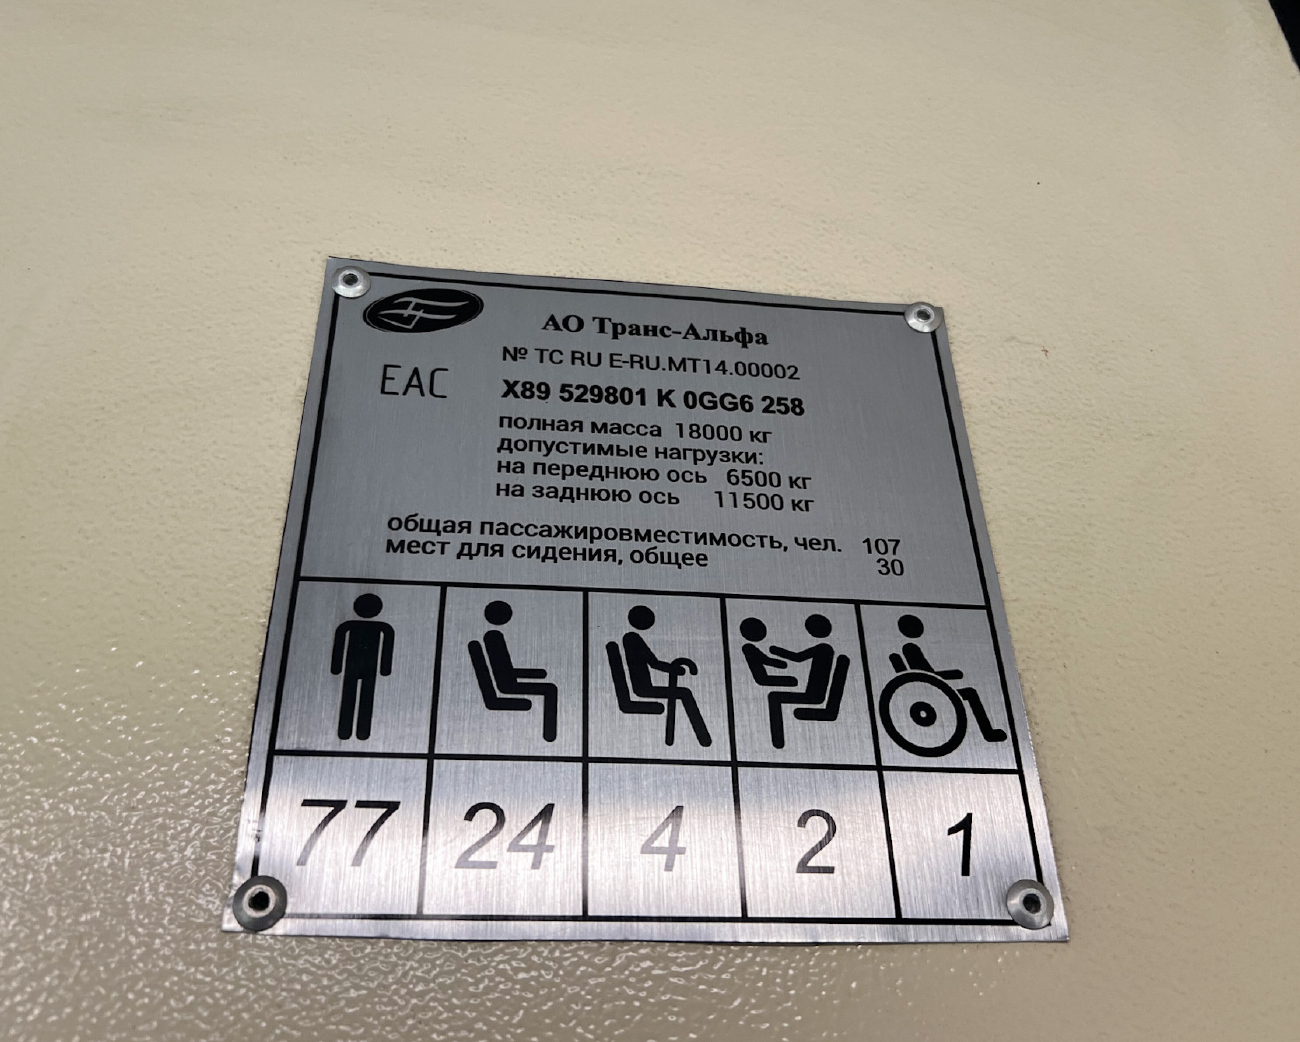 АО Транс-Альфа
№ ТС RU E-RU.МТ14.00002
EAC
X89 529801 K 0GG6 258
полная масса 18000 кг
допустимые нагрузки:
на переднюю ось 6500 кг
на заднюю ось 11500 кг
общая пассажировместимость, чел. 107
мест для сидения, общее 30
77 24 4 2 1